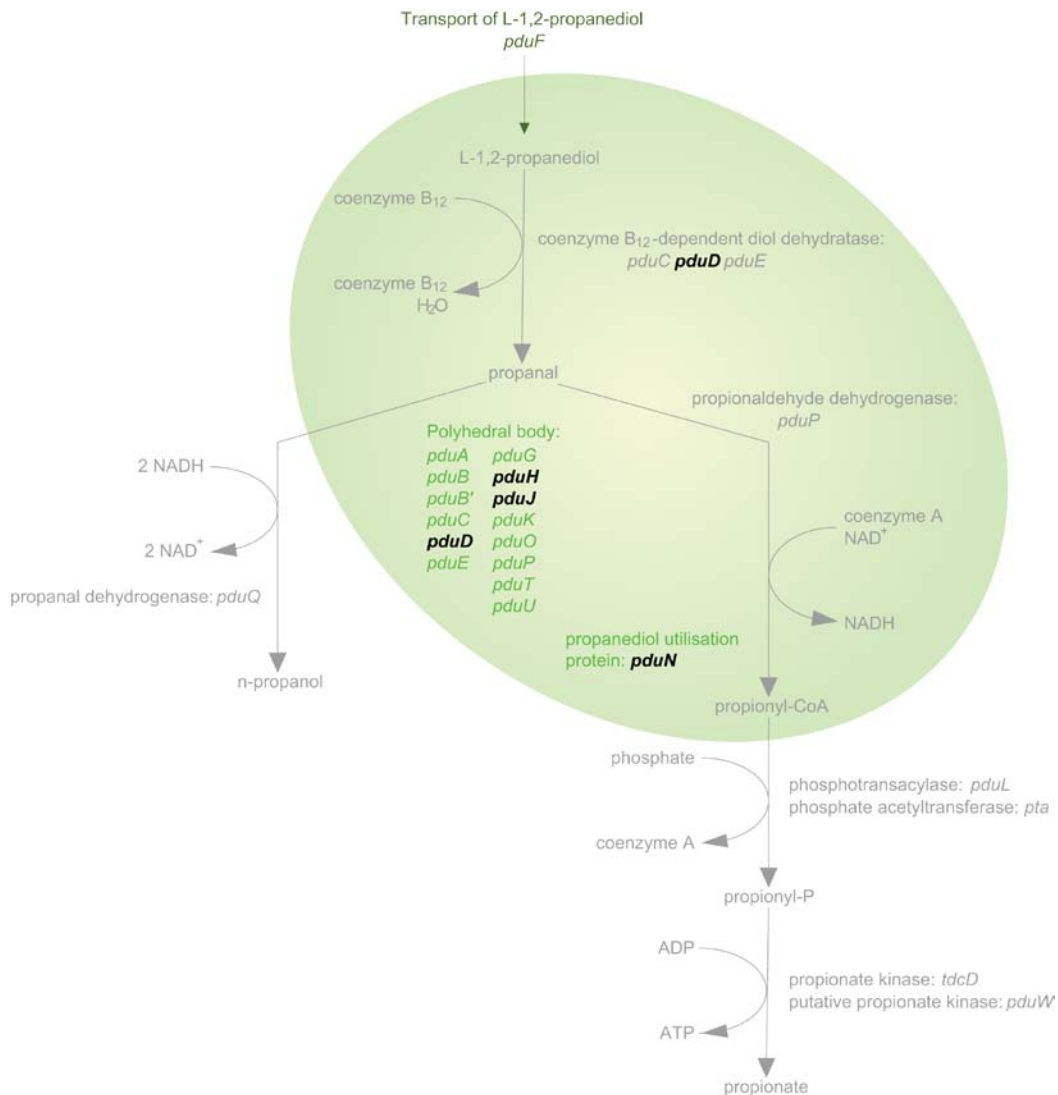 Transport of L-1,2-propanediol
pduF
L-1,2-propanediol
coenzyme B12
coenzyme B12-dependent diol dehydratase:
pduC pduD pduE
coenzyme B12
H2O
propanal
propionaldehyde dehydrogenase:
pduP
Polyhedral body:
pduA pduG
pduB pduH
pduB' pduJ
pduC pduK
pduD pduO
pduE pduP
pduT
pduU
2 NADH
2 NAD+
propanal dehydrogenase: pduQ
n-propanol
coenzyme A
NAD+
NADH
propanediol utilisation
protein: pduN
propionyl-CoA
phosphate
phosphotransacylase: pduL
phosphate acetyltransferase: pta
coenzyme A
propionyl-P
ADP
propionate kinase: tdcD
putative propionate kinase: pduW
ATP
propionate